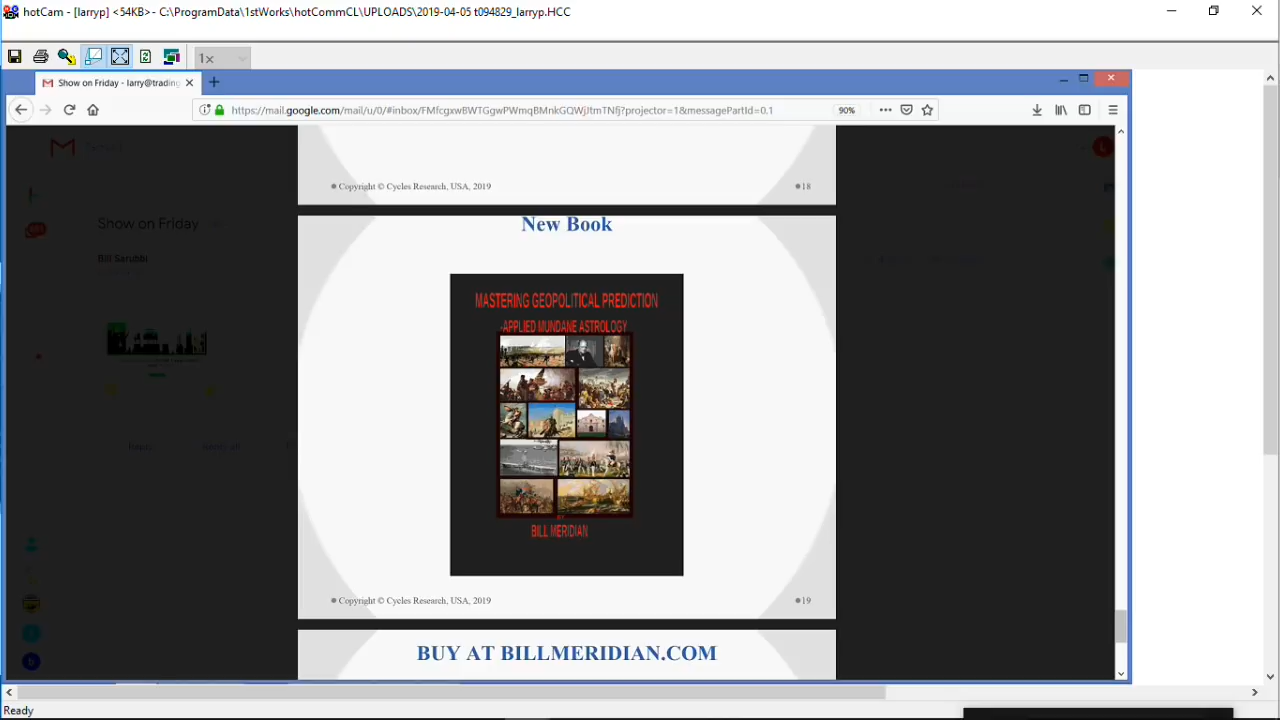 hotCam - [larryp] <54KB>- C:\ProgramData\1stWorks\hotCommCL\UPLOADS\2019-04-05 t094829_larryp.HCC
1x
Show on Friday - larry@trading
https://mail.google.com/mail/u/0/#inbox/FMfcgxwBWTGgwPWmqBMnkGQWjJtmTNfj?projector=1&messagePartId=0.1
90%
Copyright © Cycles Research, USA, 2019
18
Show on Friday
Bill Sarubbi
New Book
MASTERING GEOPOLITICAL PREDICTION
-APPLIED MUNDANE ASTROLOGY
BILL MERIDIAN
Copyright © Cycles Research, USA, 2019
19
BUY AT BILLMERIDIAN.COM
Ready